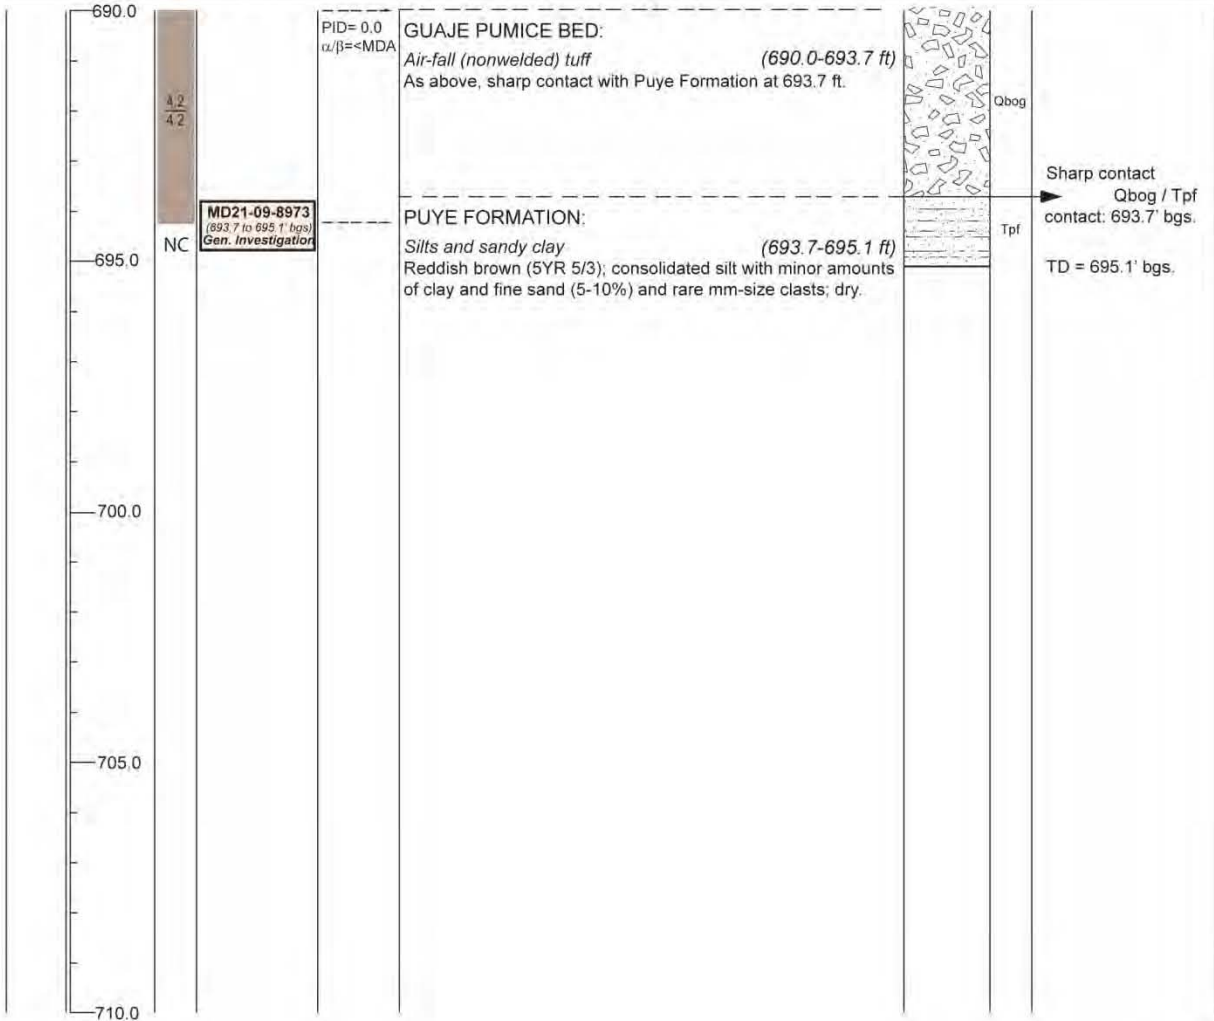 690.0
PID= 0.0
α/β=<MDA
GUAJE PUMICE BED:
Air-fall (nonwelded) tuff (690.0-693.7 ft)
As above, sharp contact with Puye Formation at 693.7 ft.
4.2
4.2
Qbog
Sharp contact
Qbog / Tpf
contact: 693.7' bgs.
MD21-09-8973
(693.7 to 695.1' bgs)
Gen. Investigation
NC
PUYE FORMATION:
Silts and sandy clay (693.7-695.1 ft)
Reddish brown (5YR 5/3); consolidated silt with minor amounts
of clay and fine sand (5-10%) and rare mm-size clasts; dry.
Tpf
695.0
TD = 695.1' bgs.
700.0
705.0
710.0